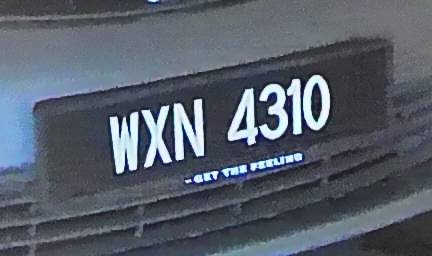 WXN 4310
- GET THE FEELING